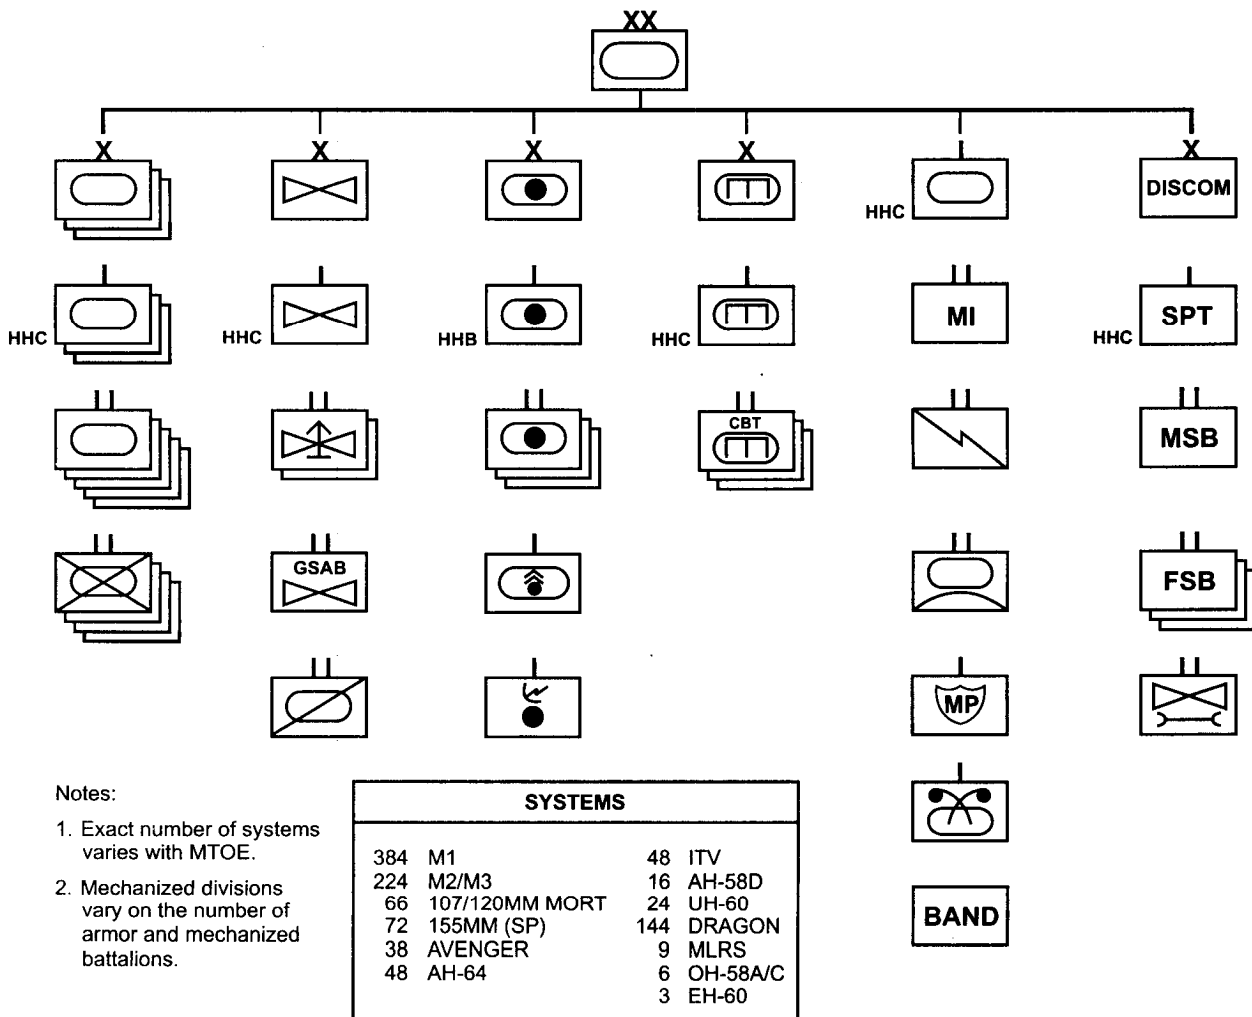 XX
X X X X X
DISCOM
HHC
MI
SPT
HHC HHC HHB HHC HHC
CBT
MSB
GSAB
FSB
MP
BAND
Notes:
1. Exact number of systems
varies with MTOE.
2. Mechanized divisions
vary on the number of
armor and mechanized
battalions.
SYSTEMS
384 M1 48 ITV
224 M2/M3 16 AH-58D
66 107/120MM MORT 24 UH-60
72 155MM (SP) 144 DRAGON
38 AVENGER 9 MLRS
48 AH-64 6 OH-58A/C
3 EH-60